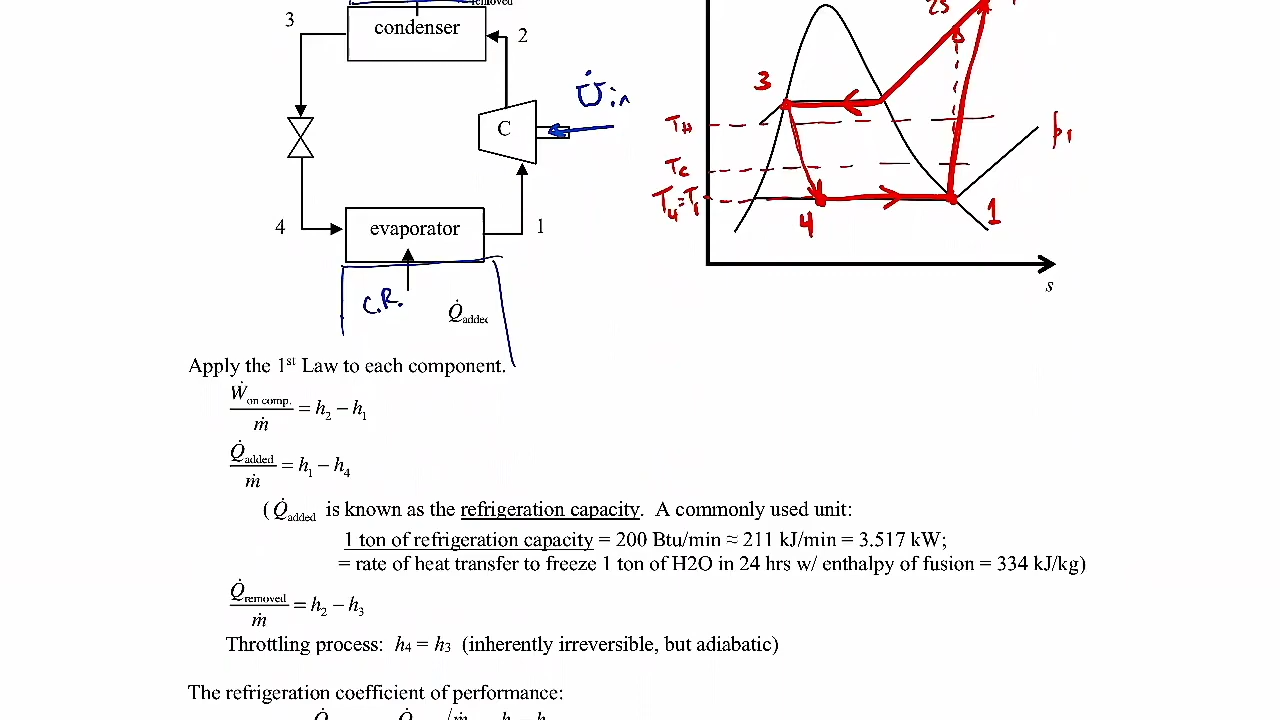 removed
3
condenser
2
C
Ẇin
4
evaporator
1
C.R.
Q̇added
2s
3
TH
TC
T4=T1
4
1
p1
s
Apply the 1st Law to each component.
Ẇon comp. / ṁ = h2 − h1
Q̇added / ṁ = h1 − h4
( Q̇added is known as the refrigeration capacity. A commonly used unit:
1 ton of refrigeration capacity = 200 Btu/min ≈ 211 kJ/min = 3.517 kW;
= rate of heat transfer to freeze 1 ton of H2O in 24 hrs w/ enthalpy of fusion = 334 kJ/kg)
Q̇removed / ṁ = h2 − h3
Throttling process: h4 = h3 (inherently irreversible, but adiabatic)
The refrigeration coefficient of performance: